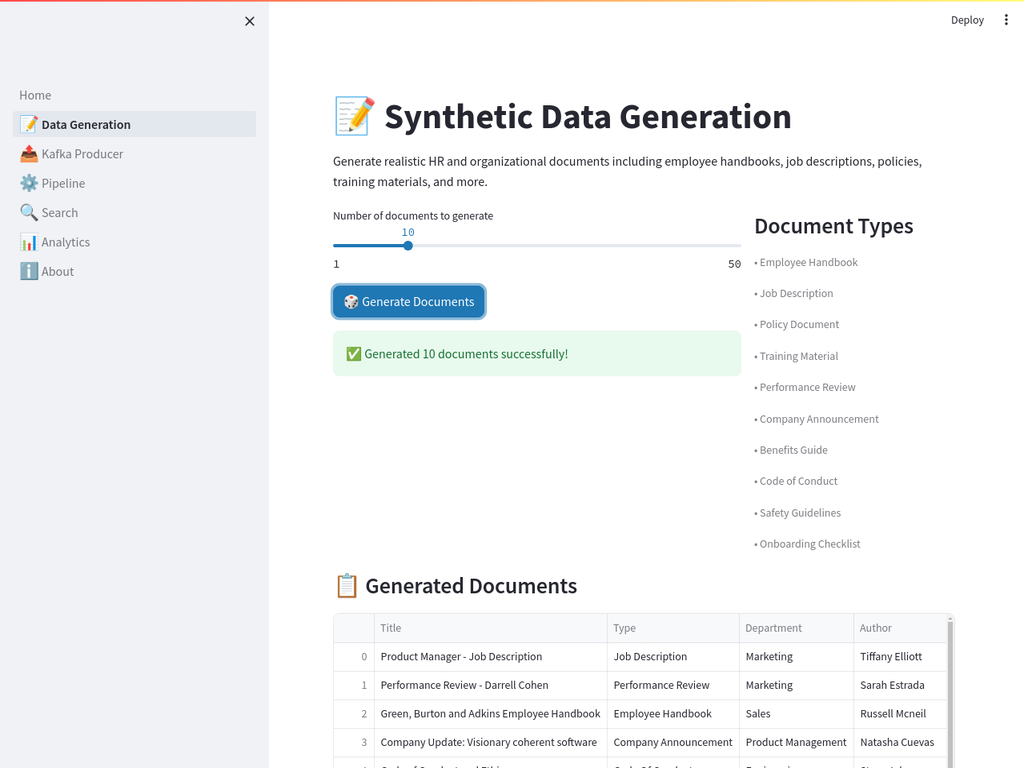 Deploy
Home
Data Generation
Kafka Producer
Pipeline
Search
Analytics
About
Synthetic Data Generation
Generate realistic HR and organizational documents including employee handbooks, job descriptions, policies,
training materials, and more.
Number of documents to generate
10
1 50
Generate Documents
Generated 10 documents successfully!
Document Types
• Employee Handbook
• Job Description
• Policy Document
• Training Material
• Performance Review
• Company Announcement
• Benefits Guide
• Code of Conduct
• Safety Guidelines
• Onboarding Checklist
Generated Documents
Title Type Department Author
0 Product Manager - Job Description Job Description Marketing Tiffany Elliott
1 Performance Review - Darrell Cohen Performance Review Marketing Sarah Estrada
2 Green, Burton and Adkins Employee Handbook Employee Handbook Sales Russell Mcneil
3 Company Update: Visionary coherent software Company Announcement Product Management Natasha Cuevas